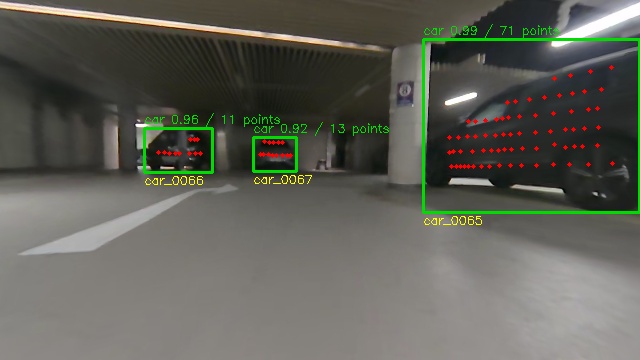 car 0.99 / 71 points
car 0.96 / 11 points
car 0.92 / 13 points
car_0066
car_0067
car_0065